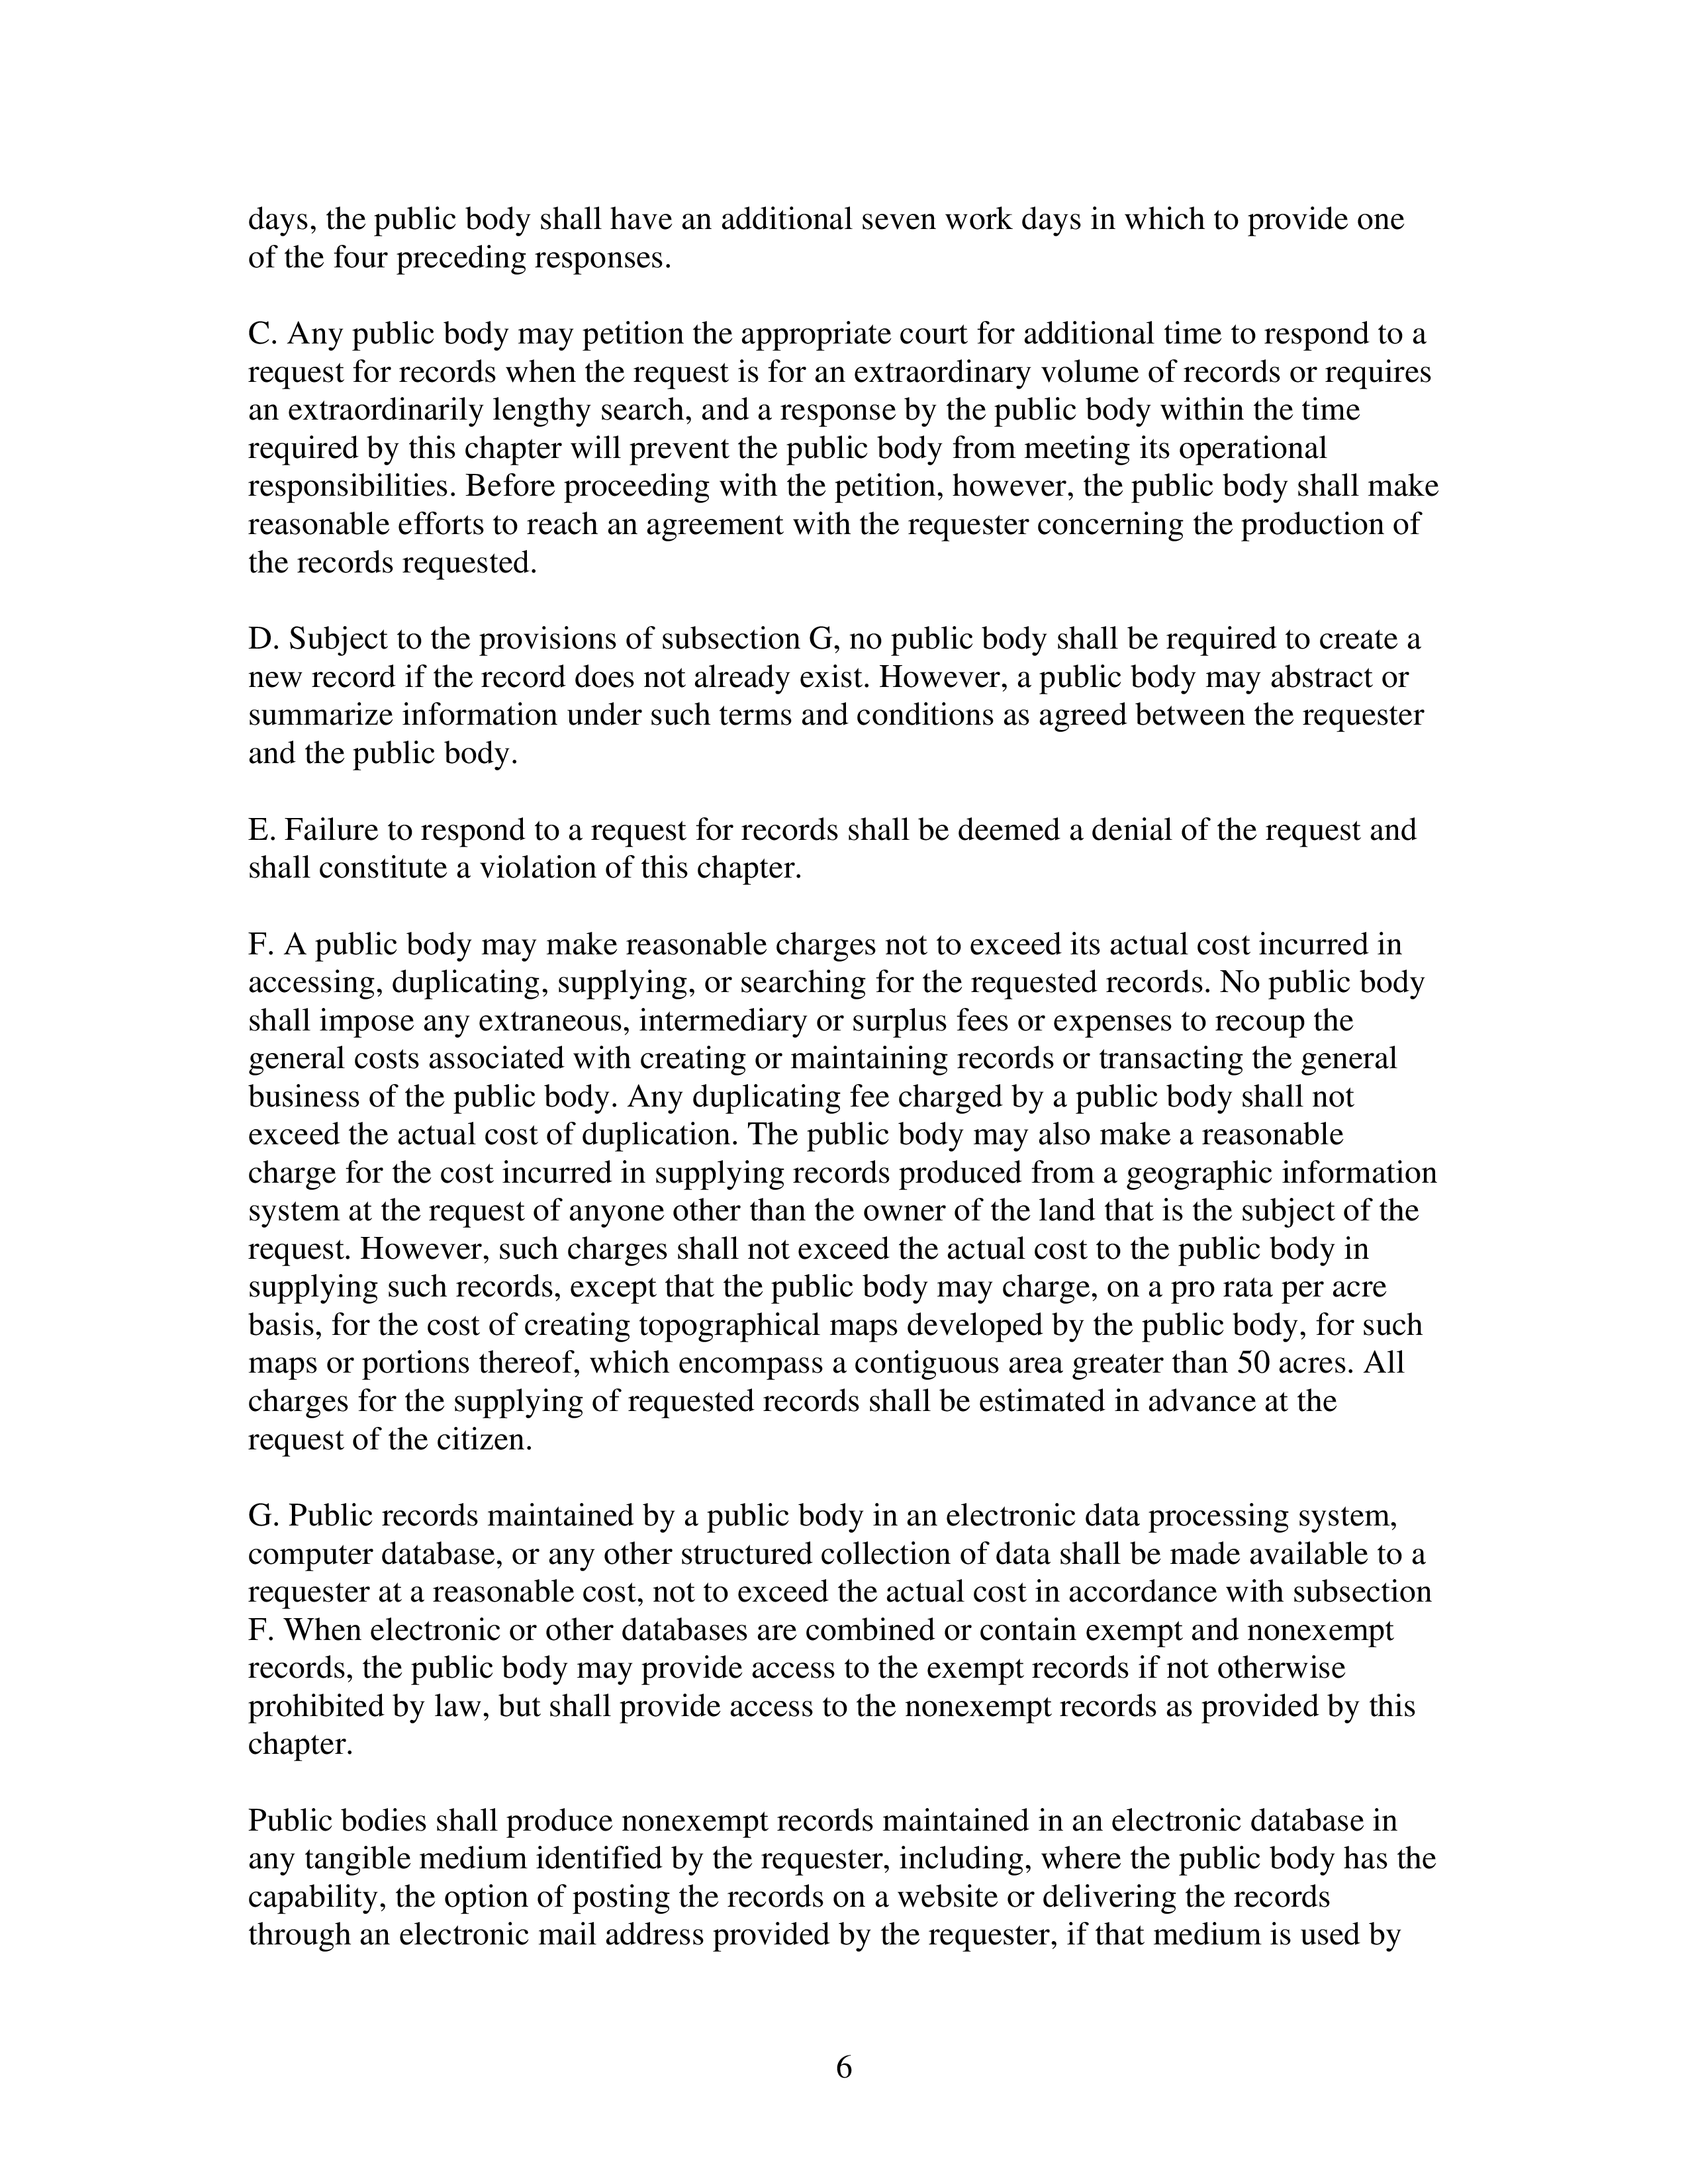 days, the public body shall have an additional seven work days in which to provide one
of the four preceding responses.
C. Any public body may petition the appropriate court for additional time to respond to a
request for records when the request is for an extraordinary volume of records or requires
an extraordinarily lengthy search, and a response by the public body within the time
required by this chapter will prevent the public body from meeting its operational
responsibilities. Before proceeding with the petition, however, the public body shall make
reasonable efforts to reach an agreement with the requester concerning the production of
the records requested.
D. Subject to the provisions of subsection G, no public body shall be required to create a
new record if the record does not already exist. However, a public body may abstract or
summarize information under such terms and conditions as agreed between the requester
and the public body.
E. Failure to respond to a request for records shall be deemed a denial of the request and
shall constitute a violation of this chapter.
F. A public body may make reasonable charges not to exceed its actual cost incurred in
accessing, duplicating, supplying, or searching for the requested records. No public body
shall impose any extraneous, intermediary or surplus fees or expenses to recoup the
general costs associated with creating or maintaining records or transacting the general
business of the public body. Any duplicating fee charged by a public body shall not
exceed the actual cost of duplication. The public body may also make a reasonable
charge for the cost incurred in supplying records produced from a geographic information
system at the request of anyone other than the owner of the land that is the subject of the
request. However, such charges shall not exceed the actual cost to the public body in
supplying such records, except that the public body may charge, on a pro rata per acre
basis, for the cost of creating topographical maps developed by the public body, for such
maps or portions thereof, which encompass a contiguous area greater than 50 acres. All
charges for the supplying of requested records shall be estimated in advance at the
request of the citizen.
G. Public records maintained by a public body in an electronic data processing system,
computer database, or any other structured collection of data shall be made available to a
requester at a reasonable cost, not to exceed the actual cost in accordance with subsection
F. When electronic or other databases are combined or contain exempt and nonexempt
records, the public body may provide access to the exempt records if not otherwise
prohibited by law, but shall provide access to the nonexempt records as provided by this
chapter.
Public bodies shall produce nonexempt records maintained in an electronic database in
any tangible medium identified by the requester, including, where the public body has the
capability, the option of posting the records on a website or delivering the records
through an electronic mail address provided by the requester, if that medium is used by
6